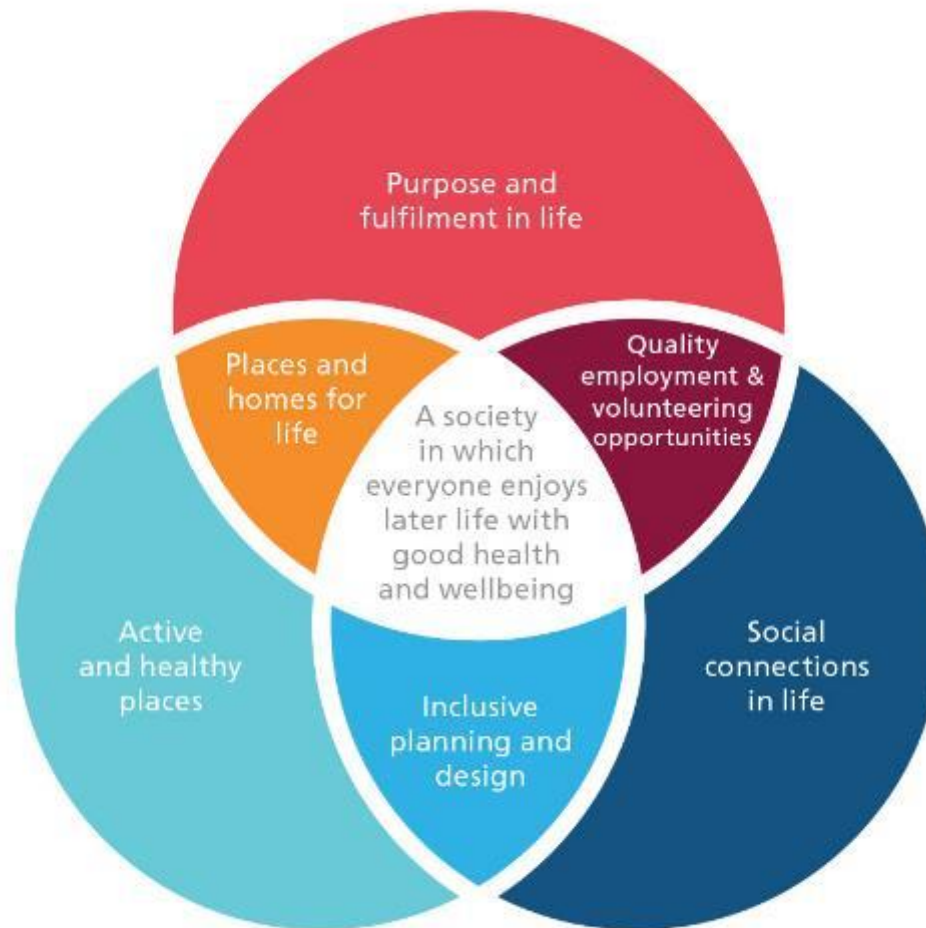 Purpose and
fulfilment in life
Places and
homes for
life
Quality
employment &
volunteering
opportunities
A society
in which
everyone enjoys
later life with
good health
and wellbeing
Active
and healthy
places
Social
connections
in life
Inclusive
planning and
design